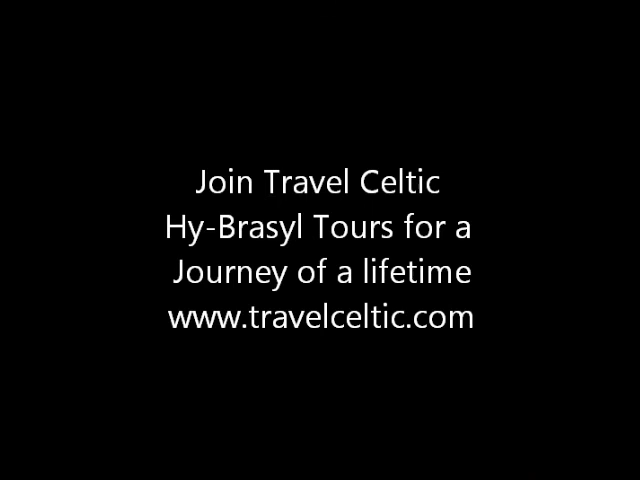 Join Travel Celtic
Hy-Brasyl Tours for a
Journey of a lifetime
www.travelceltic.com